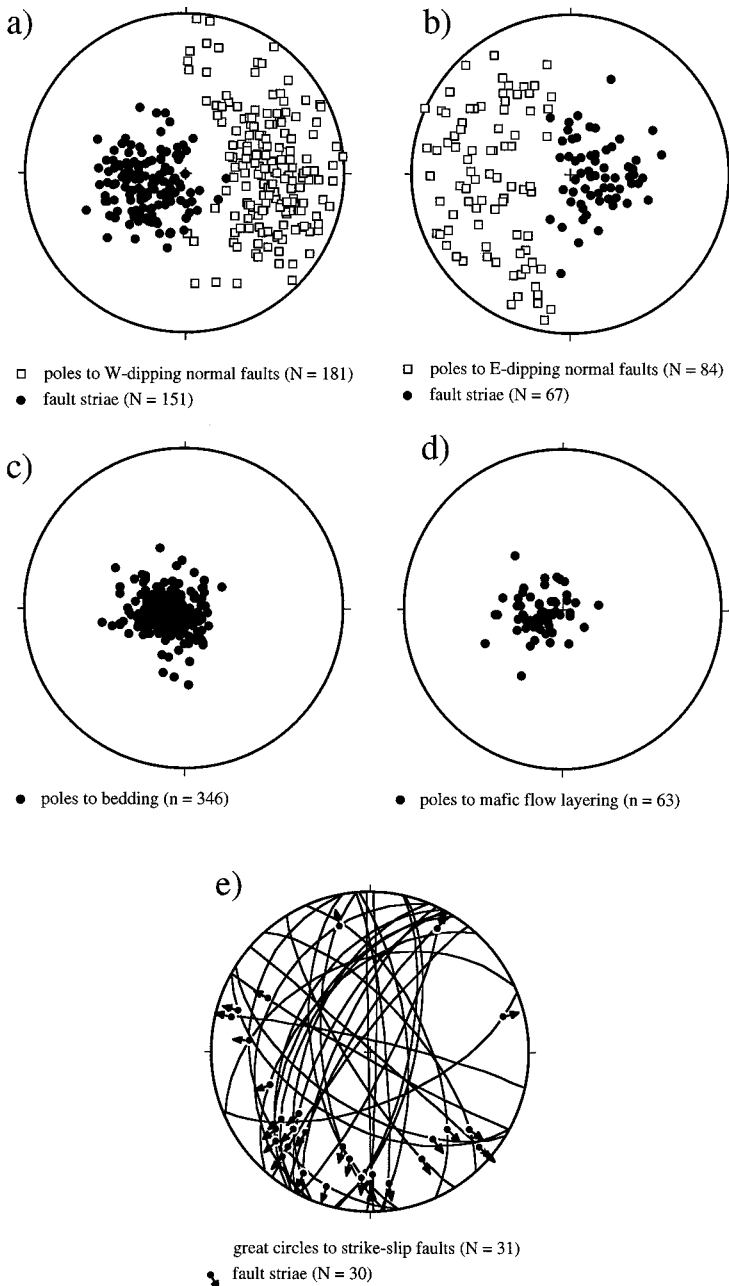 a)
b)
poles to W-dipping normal faults (N = 181)
fault striae (N = 151)
poles to E-dipping normal faults (N = 84)
fault striae (N = 67)
c)
d)
poles to bedding (n = 346)
poles to mafic flow layering (n = 63)
e)
great circles to strike-slip faults (N = 31)
fault striae (N = 30)